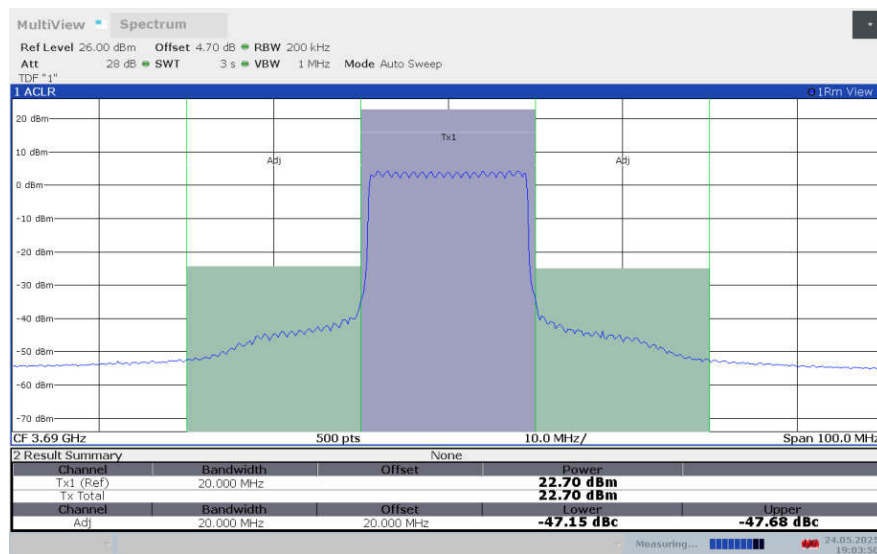 MultiView Spectrum
Ref Level 26.00 dBm Offset 4.70 dB RBW 200 kHz
Att 28 dB SWT 3 s VBW 1 MHz Mode Auto Sweep
TDF "1"
1 ACLR 1Rm View
20 dBm
Tx1
10 dBm
Adj Adj
0 dBm
-10 dBm
-20 dBm
-30 dBm
-40 dBm
-50 dBm
-60 dBm
-70 dBm
CF 3.69 GHz 500 pts 10.0 MHz/ Span 100.0 MHz
2 Result Summary None
Channel Bandwidth Offset Power
Tx1 (Ref) 20.000 MHz 22.70 dBm
Tx Total 22.70 dBm
Channel Bandwidth Offset Lower Upper
Adj 20.000 MHz 20.000 MHz -47.15 dBc -47.68 dBc
Measuring... 24.05.2025
19:03:50